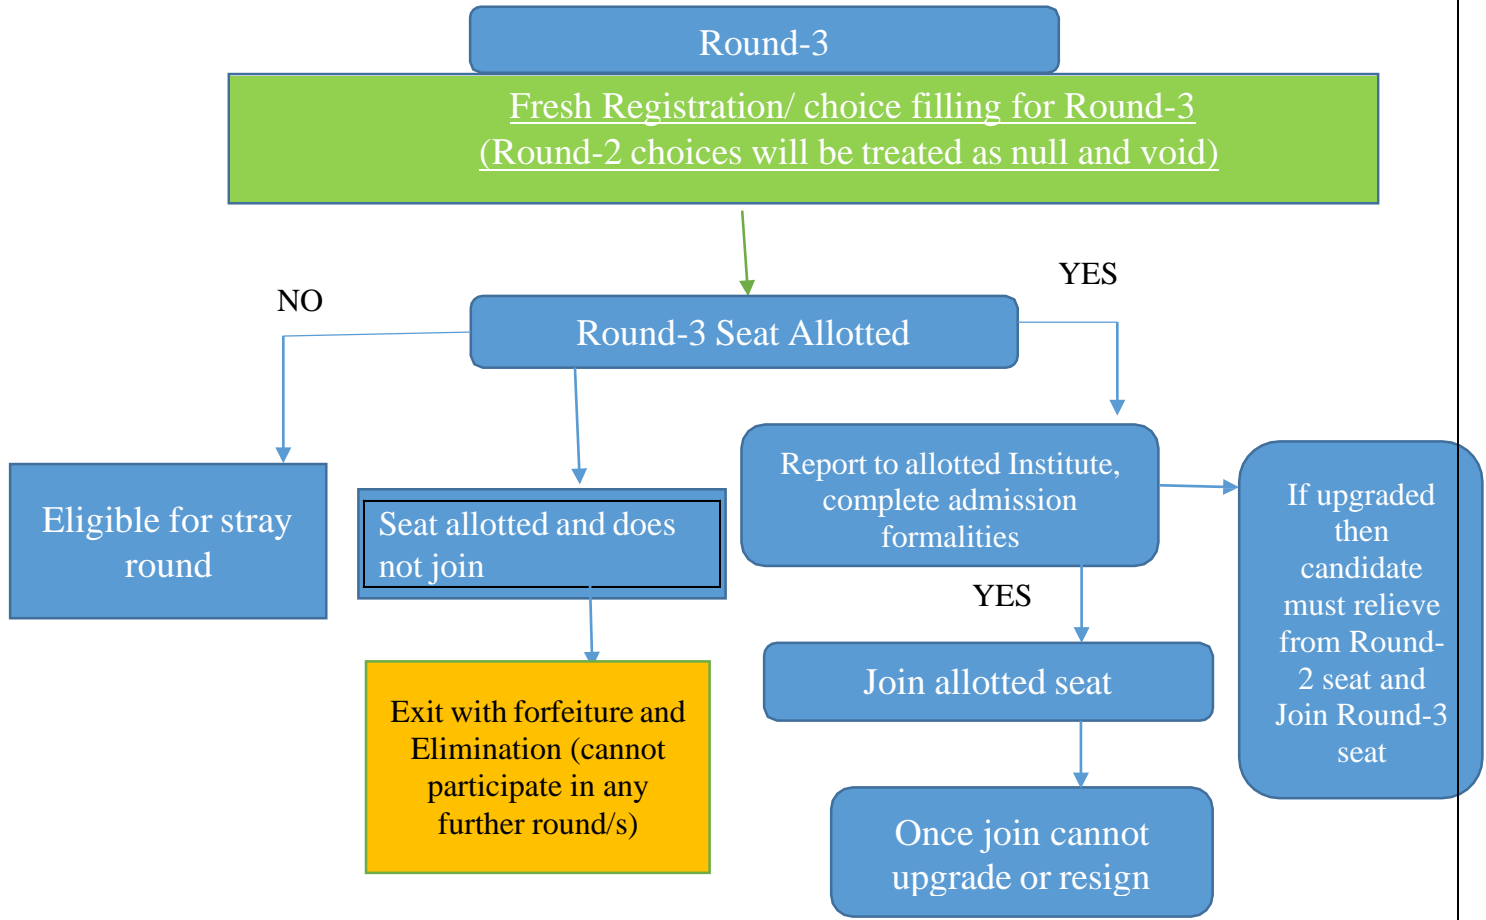 Round-3
Fresh Registration/ choice filling for Round-3
(Round-2 choices will be treated as null and void)
YES
NO
Round-3 Seat Allotted
Report to allotted Institute,
complete admission
formalities
If upgraded
then
candidate
must relieve
from Round-
2 seat and
Join Round-3
seat
Eligible for stray
round
Seat allotted and does
not join
YES
Join allotted seat
Exit with forfeiture and
Elimination (cannot
participate in any
further round/s)
Once join cannot
upgrade or resign